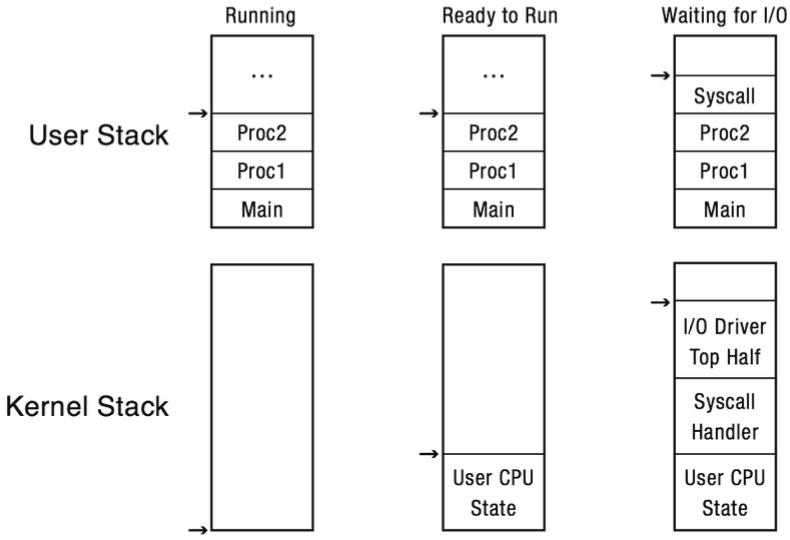 Running
Ready to Run
Waiting for I/O
User Stack
...
Proc2
Proc1
Main
...
Proc2
Proc1
Main
Syscall
Proc2
Proc1
Main
Kernel Stack
User CPU
State
I/O Driver
Top Half
Syscall
Handler
User CPU
State